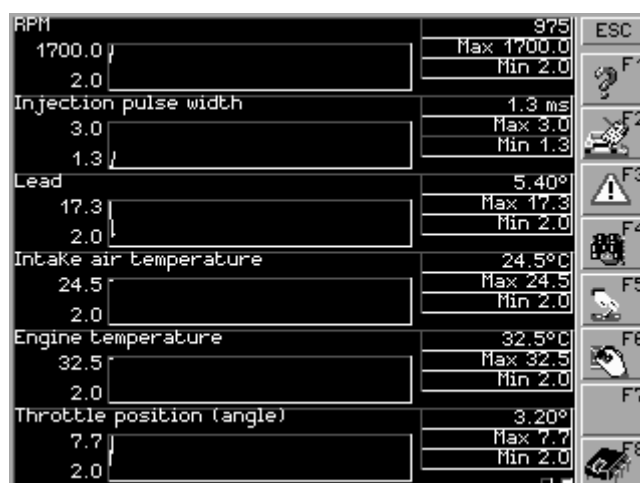 RPM 975 ESC
1700.0 Max 1700.0
2.0 Min 2.0 F1
Injection pulse width 1.3 ms
3.0 Max 3.0 F2
1.3 Min 1.3
Lead 5.40° F3
17.3 Max 17.3
2.0 Min 2.0 F4
Intake air temperature 24.5°C
24.5 Max 24.5 F5
2.0 Min 2.0
Engine temperature 32.5°C F6
32.5 Max 32.5
2.0 Min 2.0 F7
Throttle position (angle) 3.20°
7.7 Max 7.7 F8
2.0 Min 2.0